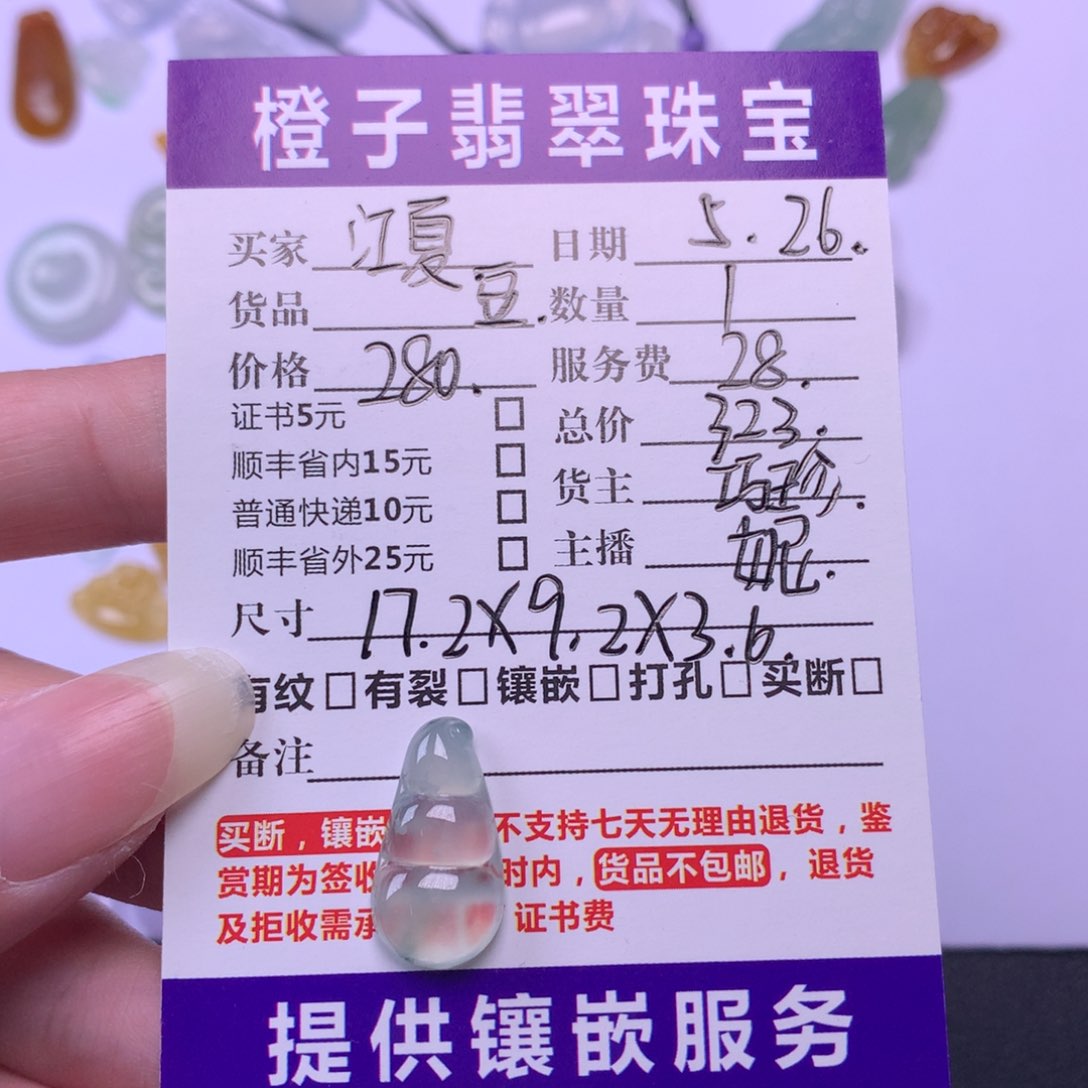 橙子翡翠珠宝
买家 江夏 日期 5.26.
货品 豆. 数量 1
价格 280. 服务费 28.
证书5元 □ 总价 323.
顺丰省内15元 □ 货主 巧珍.
普通快递10元 □
顺丰省外25元 □ 主播 妮.
尺寸 17.2X9.2X3.6.
有纹□有裂□镶嵌□打孔□买断□
备注
买断，镶嵌 不支持七天无理由退货，鉴
赏期为签收 时内，货品不包邮，退货
及拒收需承 证书费
提供镶嵌服务